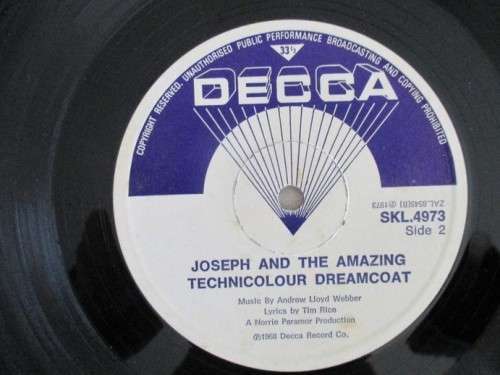 COPYRIGHT RESERVED, UNAUTHORISED PUBLIC PERFORMANCE BROADCASTING AND COPYING PROHIBITED
33⅓
DECCA
ZAL.8545(B) ℗1973
SKL.4973
Side 2
JOSEPH AND THE AMAZING
TECHNICOLOUR DREAMCOAT
Music By Andrew Lloyd Webber
Lyrics by Tim Rice
A Norrie Paramor Production
℗1968 Decca Record Co.